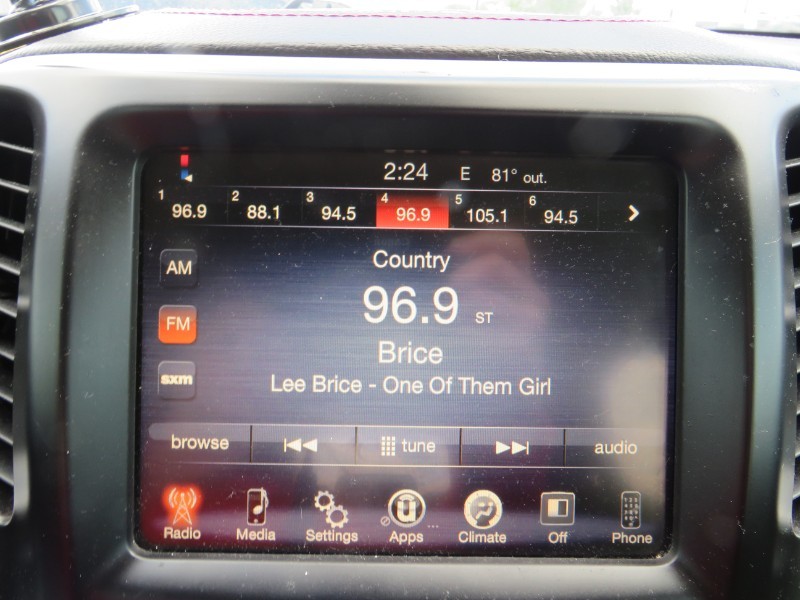 2:24 E 81° out.
1 96.9 2 88.1 3 94.5 4 96.9 5 105.1 6 94.5
AM
Country
FM
96.9 ST
Brice
sxm
Lee Brice - One Of Them Girl
browse tune audio
Radio Media Settings Apps Climate Off Phone